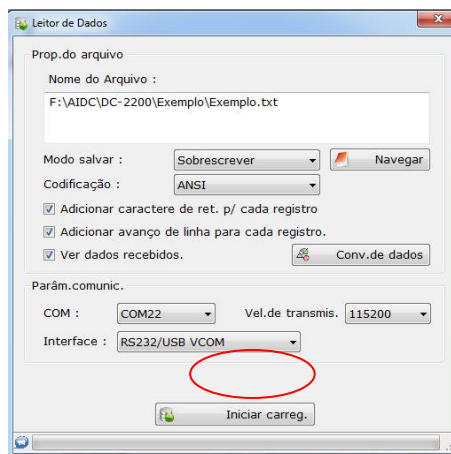 Leitor de Dados
Prop.do arquivo
Nome do Arquivo :
F:\AIDC\DC-2200\Exemplo\Exemplo.txt
Modo salvar : Sobrescrever Navegar
Codificação : ANSI
Adicionar caractere de ret. p/ cada registro
Adicionar avanço de linha para cada registro.
Ver dados recebidos. Conv.de dados
Parâm.comunic.
COM : COM22 Vel.de transmis. 115200
Interface : RS232/USB VCOM
Iniciar carreg.